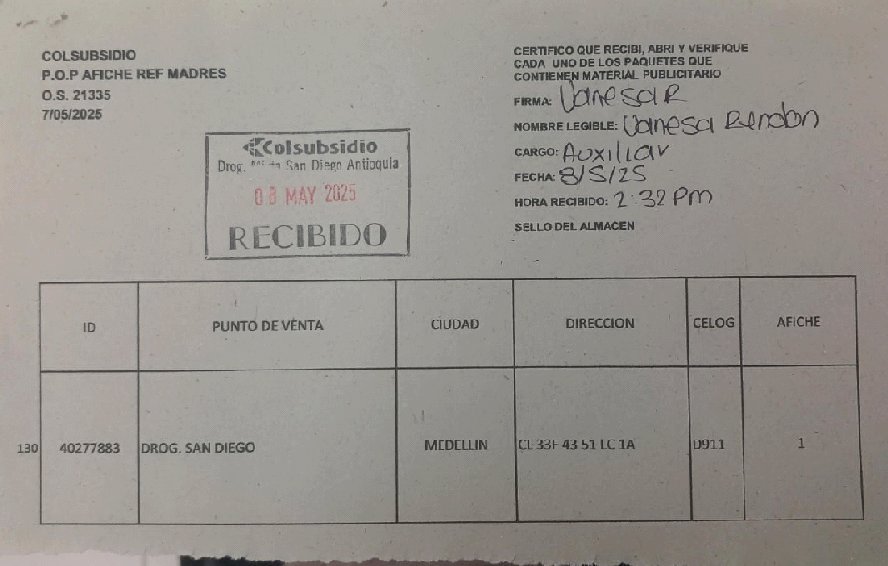 COLSUBSIDIO
P.O.P AFICHE REF MADRES
O.S. 21335
7/05/2025
CERTIFICO QUE RECIBI, ABRI Y VERIFIQUE
CADA UNO DE LOS PAQUETES QUE
CONTIENEN MATERIAL PUBLICITARIO
FIRMA: Vanesa R
NOMBRE LEGIBLE: Vanesa Rendon
CARGO: Auxiliar
FECHA: 8/5/25
HORA RECIBIDO: 2:32 Pm
SELLO DEL ALMACEN
Colsubsidio
Drog. San Diego Antioquia
08 MAY 2025
RECIBIDO
ID PUNTO DE VENTA CIUDAD DIRECCION CELOG AFICHE
130 40277883 DROG. SAN DIEGO MEDELLIN CL 33F 43 51 LC 1A D911 1